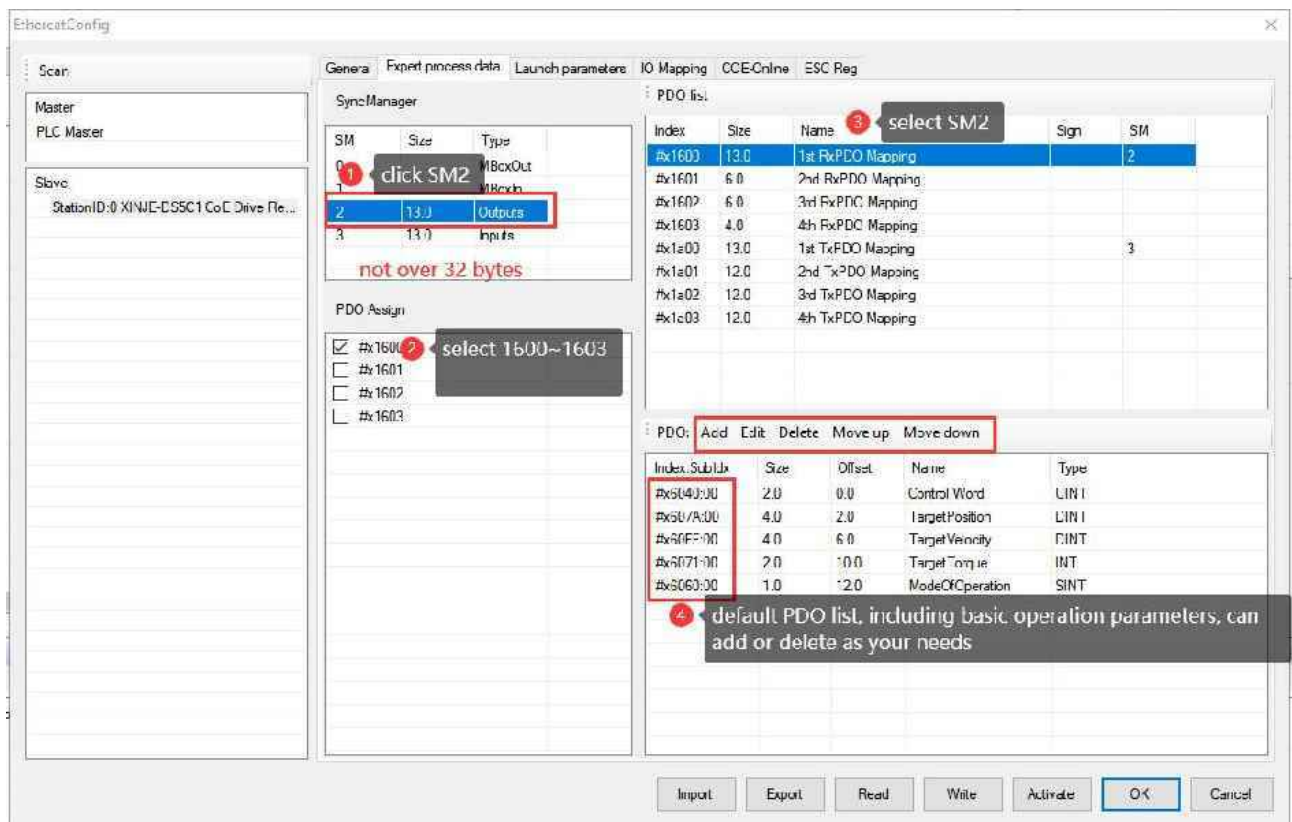 EthercatConfig
Scan
Master
PLC Master
Slave
StationID:0 XINJE-DS5C1 CoE Drive Re...
General Expert process data Launch parameters IO Mapping COE-Online ESC Reg
SyncManager
SM Size Type
0 MBoxOut
1 click SM2
1 MBoxIn
2 13.0 Outputs
3 13.0 Inputs
not over 32 bytes
PDO Assign
#x1600
2 select 1600~1603
#x1601
#x1602
#x1603
PDO list
3 select SM2
Index Size Name Sign SM
#x1600 13.0 1st RxPDO Mapping 2
#x1601 6.0 2nd RxPDO Mapping
#x1602 6.0 3rd RxPDO Mapping
#x1603 4.0 4th RxPDO Mapping
#x1a00 13.0 1st TxPDO Mapping 3
#x1a01 12.0 2nd TxPDO Mapping
#x1a02 12.0 3rd TxPDO Mapping
#x1a03 12.0 4th TxPDO Mapping
PDO: Add Edit Delete Move up Move down
Index:SubIdx Size Offset Name Type
#x6040:00 2.0 0.0 Control Word UINT
#x607A:00 4.0 2.0 TargetPosition DINT
#x60FF:00 4.0 6.0 TargetVelocity DINT
#x6071:00 2.0 10.0 TargetTorque INT
#x6060:00 1.0 12.0 ModeOfOperation SINT
4 default PDO list, including basic operation parameters, can
add or delete as your needs
Import Export Read Write Activate OK Cancel